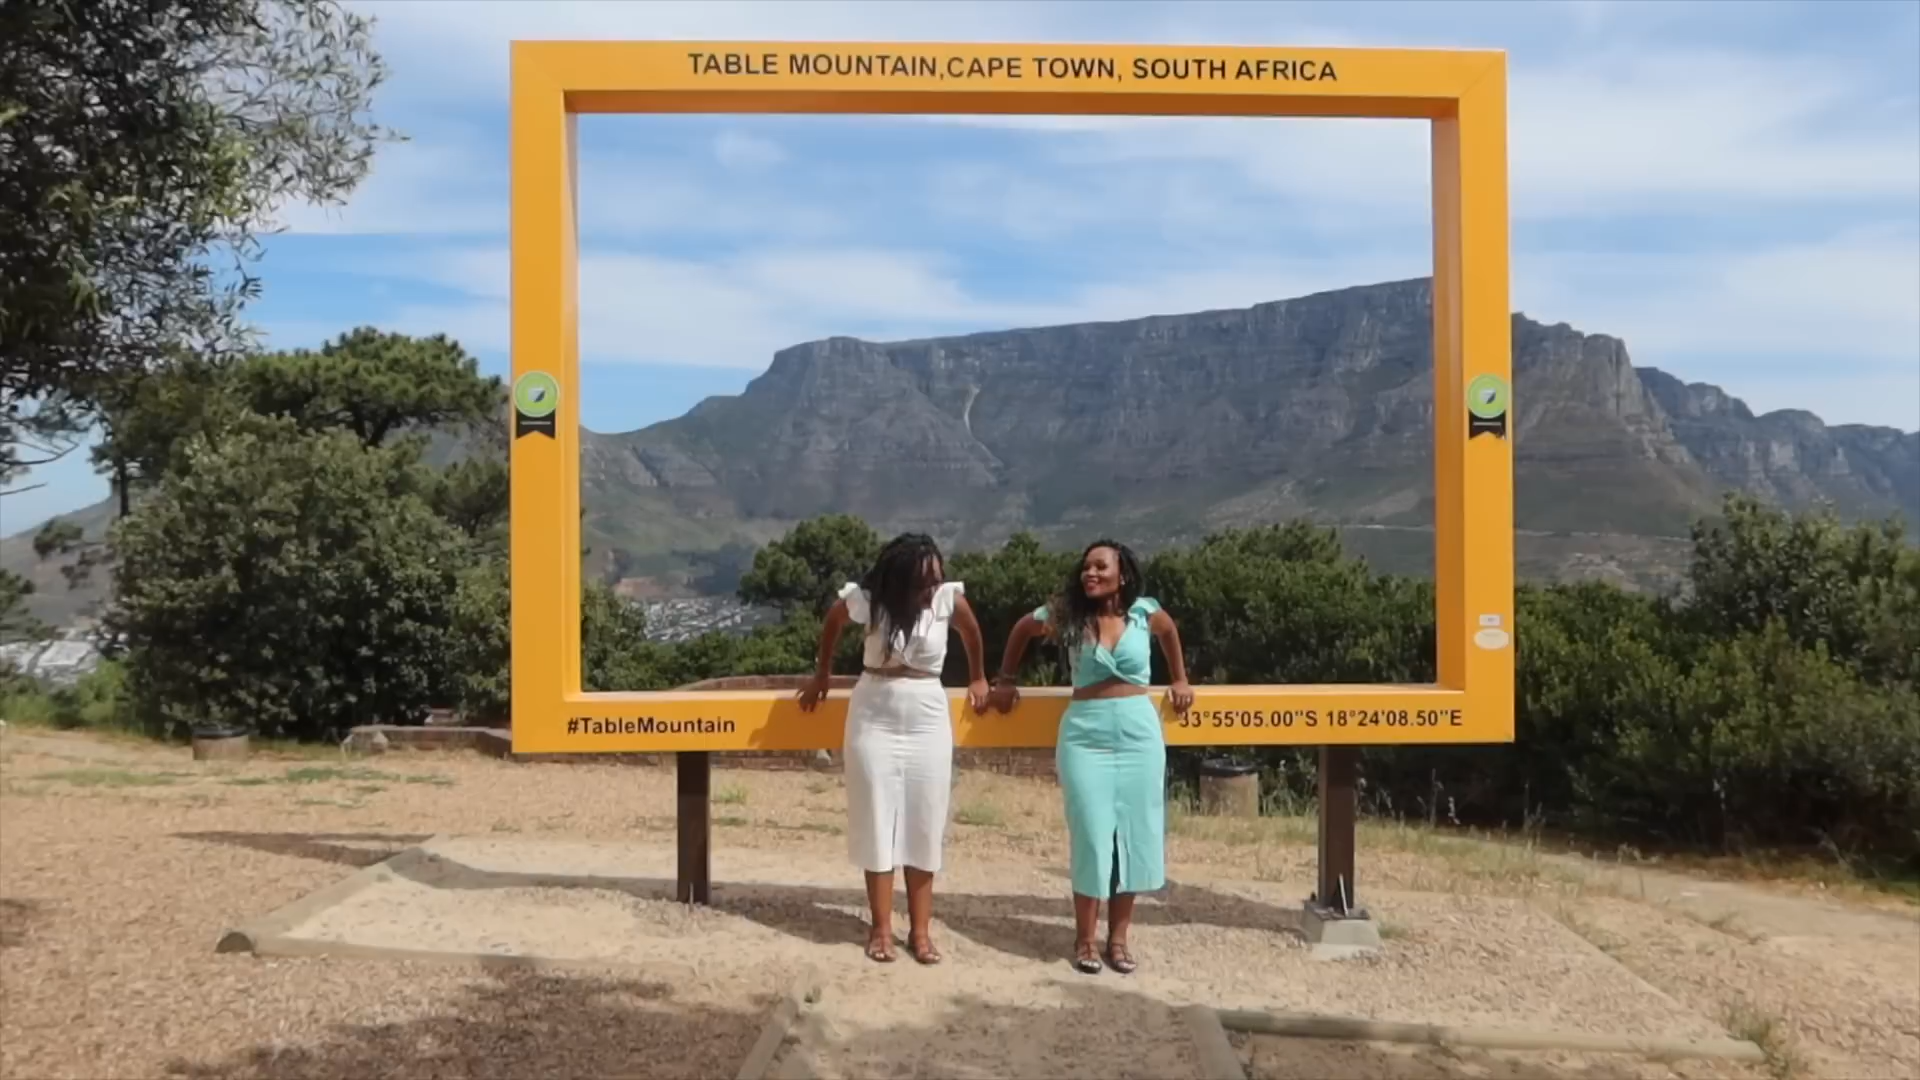 TABLE MOUNTAIN,CAPE TOWN, SOUTH AFRICA
#TableMountain
33°55'05.00"S 18°24'08.50"E